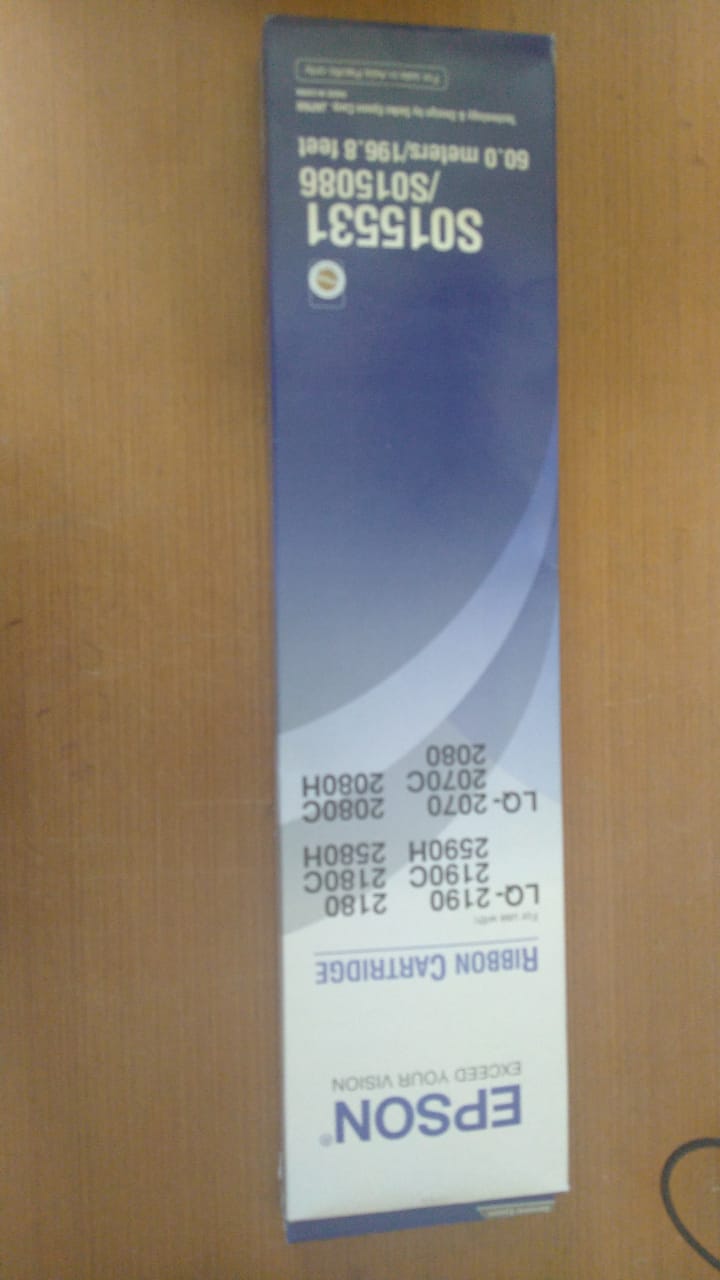 EPSON®
EXCEED YOUR VISION
RIBBON CARTRIDGE
For use with:
LQ-2190 2180
2190C 2180C
2590H 2580H
LQ-2070 2080C
2070C 2080H
2080
S015531
/S015086
60.0 meters/196.8 feet
Technology & Design by Seiko Epson Corp. JAPAN
For sale in Asia Pacific only